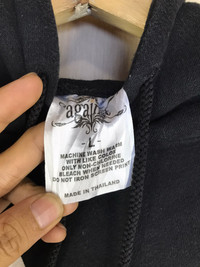 - L -
MACHINE WASH WARM
WITH LIKE COLOR
ONLY NON-CHLORINE
BLEACH WHEN NEEDED
DO NOT IRON SCREEN PRINT
MADE IN THAILAND